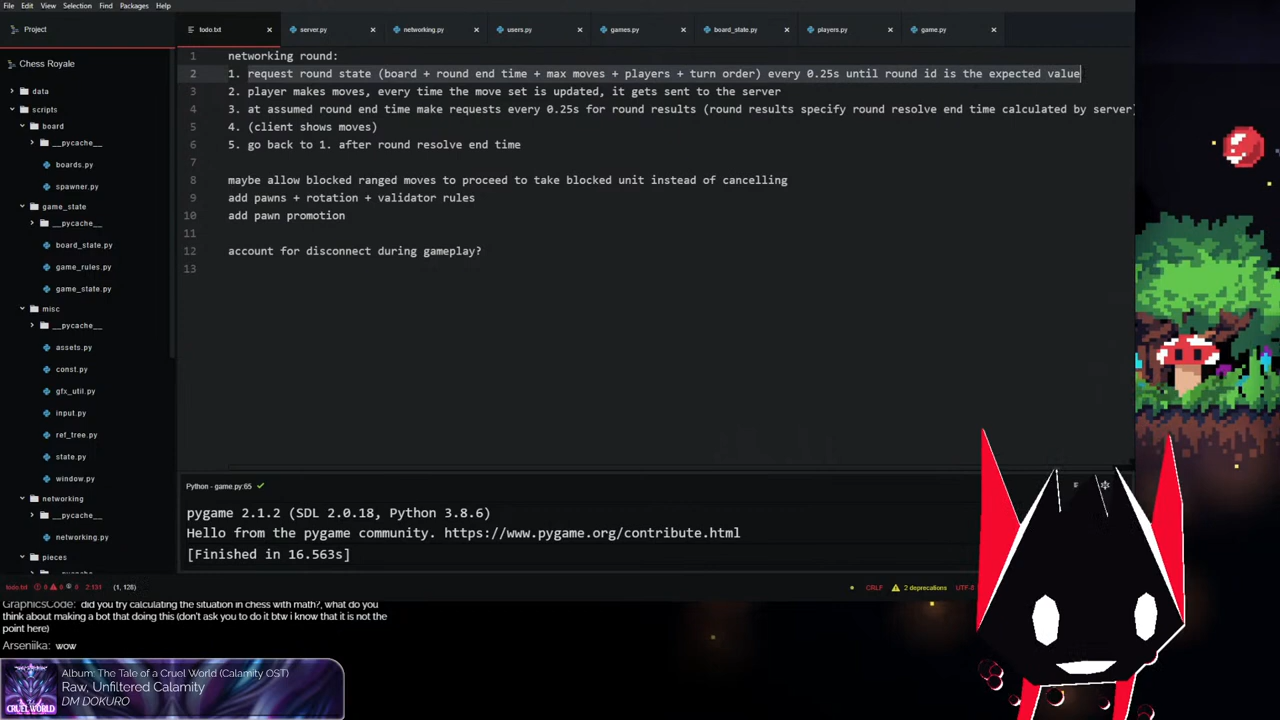 File Edit View Selection Find Packages Help
Project
todo.txt
server.py
networking.py
users.py
games.py
board_state.py
players.py
game.py
Chess Royale
data
scripts
board
__pycache__
boards.py
spawner.py
game_state
__pycache__
board_state.py
game_rules.py
game_state.py
misc
__pycache__
assets.py
const.py
gfx_util.py
input.py
ref_tree.py
state.py
window.py
networking
__pycache__
networking.py
pieces
1 networking round:
2 1. request round state (board + round end time + max moves + players + turn order) every 0.25s until round id is the expected value
3 2. player makes moves, every time the move set is updated, it gets sent to the server
4 3. at assumed round end time make requests every 0.25s for round results (round results specify round resolve end time calculated by server)
5 4. (client shows moves)
6 5. go back to 1. after round resolve end time
7
8 maybe allow blocked ranged moves to proceed to take blocked unit instead of cancelling
9 add pawns + rotation + validator rules
10 add pawn promotion
11
12 account for disconnect during gameplay?
13
Python - game.py:65
pygame 2.1.2 (SDL 2.0.18, Python 3.8.6)
Hello from the pygame community. https://www.pygame.org/contribute.html
[Finished in 16.563s]
todo.txt 0 0 0 2:131 (1, 128)
CRLF 2 deprecations UTF-8
GraphicsCode: did you try calculating the situation in chess with math?, what do you
think about making a bot that doing this (don't ask you to do it btw i know that it is not the
point here)
Arseniika: wow
Album: The Tale of a Cruel World (Calamity OST)
Raw, Unfiltered Calamity
DM DOKURO
CRUEL WORLD